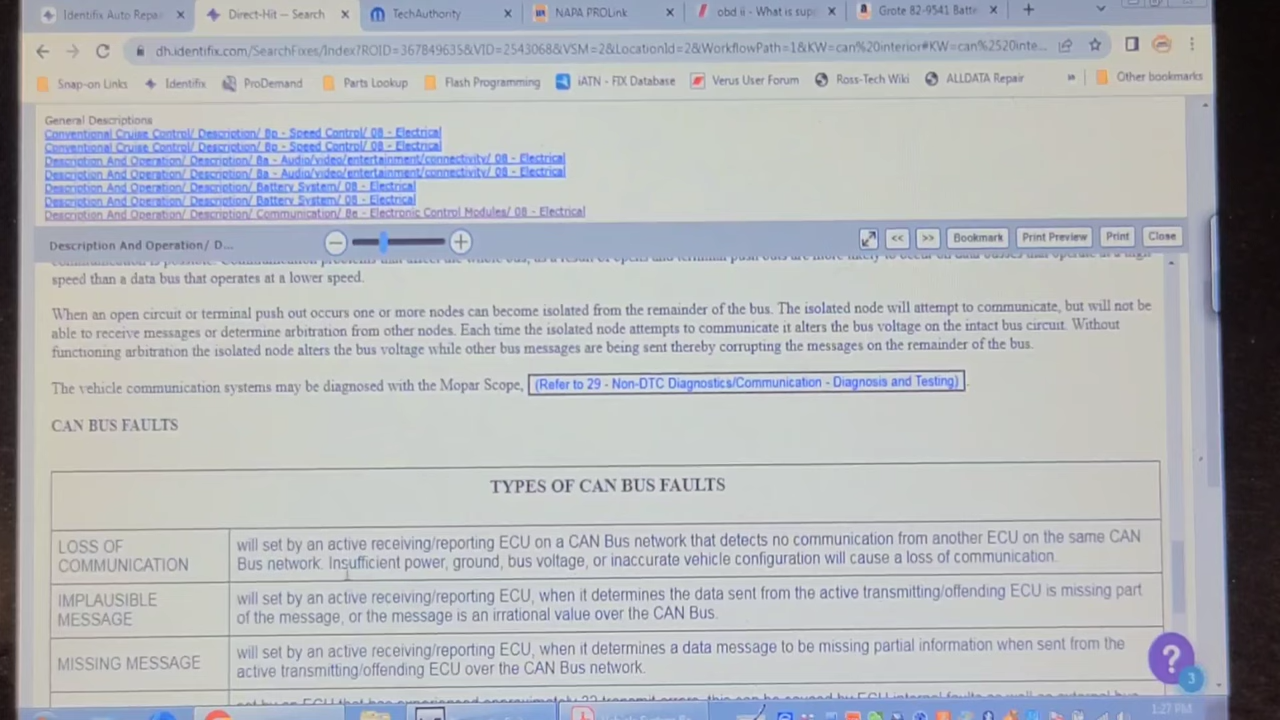 Identifix Auto Repa
Direct-Hit — Search
TechAuthority
NAPA PROLink
obd ii - What is sup
Grote 82-9541 Batte
dh.identifix.com/SearchFixes/Index?ROID=367849635&VID=2543068&VSM=2&LocationId=2&WorkflowPath=1&KW=can%20interior#KW=can%2520inte...
Snap-on Links
Identifix
ProDemand
Parts Lookup
Flash Programming
iATN - FIX Database
Verus User Forum
Ross-Tech Wiki
ALLDATA Repair
»
Other bookmarks
General Descriptions
Conventional Cruise Control/ Description/ 8p - Speed Control/ 08 - Electrical
Conventional Cruise Control/ Description/ 8p - Speed Control/ 08 - Electrical
Description And Operation/ Description/ 8a - Audio/video/entertainment/connectivity/ 08 - Electrical
Description And Operation/ Description/ 8a - Audio/video/entertainment/connectivity/ 08 - Electrical
Description And Operation/ Description/ Battery System/ 08 - Electrical
Description And Operation/ Description/ Battery System/ 08 - Electrical
Description And Operation/ Description/ Communication/ 8e - Electronic Control Modules/ 08 - Electrical
Description And Operation/ D...
<<
>>
Bookmark
Print Preview
Print
Close
speed than a data bus that operates at a lower speed.
When an open circuit or terminal push out occurs one or more nodes can become isolated from the remainder of the bus. The isolated node will attempt to communicate, but will not be
able to receive messages or determine arbitration from other nodes. Each time the isolated node attempts to communicate it alters the bus voltage on the intact bus circuit. Without
functioning arbitration the isolated node alters the bus voltage while other bus messages are being sent thereby corrupting the messages on the remainder of the bus.
The vehicle communication systems may be diagnosed with the Mopar Scope, (Refer to 29 - Non-DTC Diagnostics/Communication - Diagnosis and Testing) .
CAN BUS FAULTS
TYPES OF CAN BUS FAULTS
LOSS OF
COMMUNICATION
will set by an active receiving/reporting ECU on a CAN Bus network that detects no communication from another ECU on the same CAN
Bus network. Insufficient power, ground, bus voltage, or inaccurate vehicle configuration will cause a loss of communication.
IMPLAUSIBLE
MESSAGE
will set by an active receiving/reporting ECU, when it determines the data sent from the active transmitting/offending ECU is missing part
of the message, or the message is an irrational value over the CAN Bus.
MISSING MESSAGE
will set by an active receiving/reporting ECU, when it determines a data message to be missing partial information when sent from the
active transmitting/offending ECU over the CAN Bus network.
?
3
1:27 PM